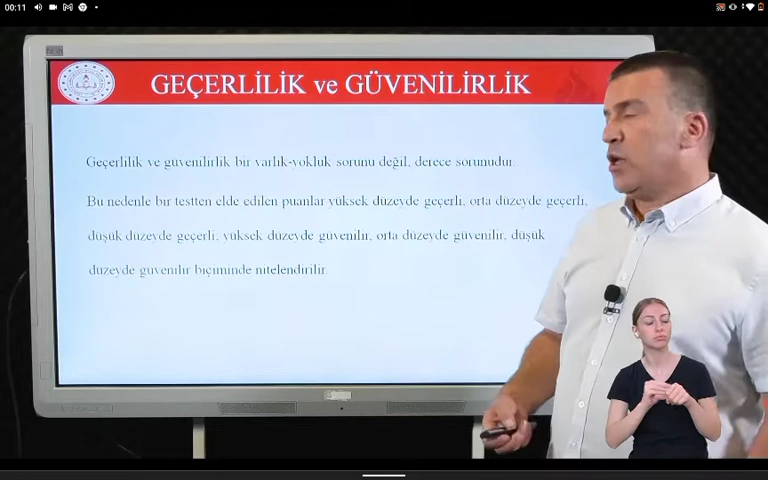 00:11
GEÇERLİLİK ve GÜVENİLİRLİK
Geçerlilik ve güvenilirlik bir varlık-yokluk sorunu değil, derece sorunudur.
Bu nedenle bir testten elde edilen puanlar yüksek düzeyde geçerli, orta düzeyde geçerli,
düşük düzeyde geçerli, yüksek düzeyde güvenilir, orta düzeyde güvenilir, düşük
düzeyde güvenilir biçiminde nitelendirilir.